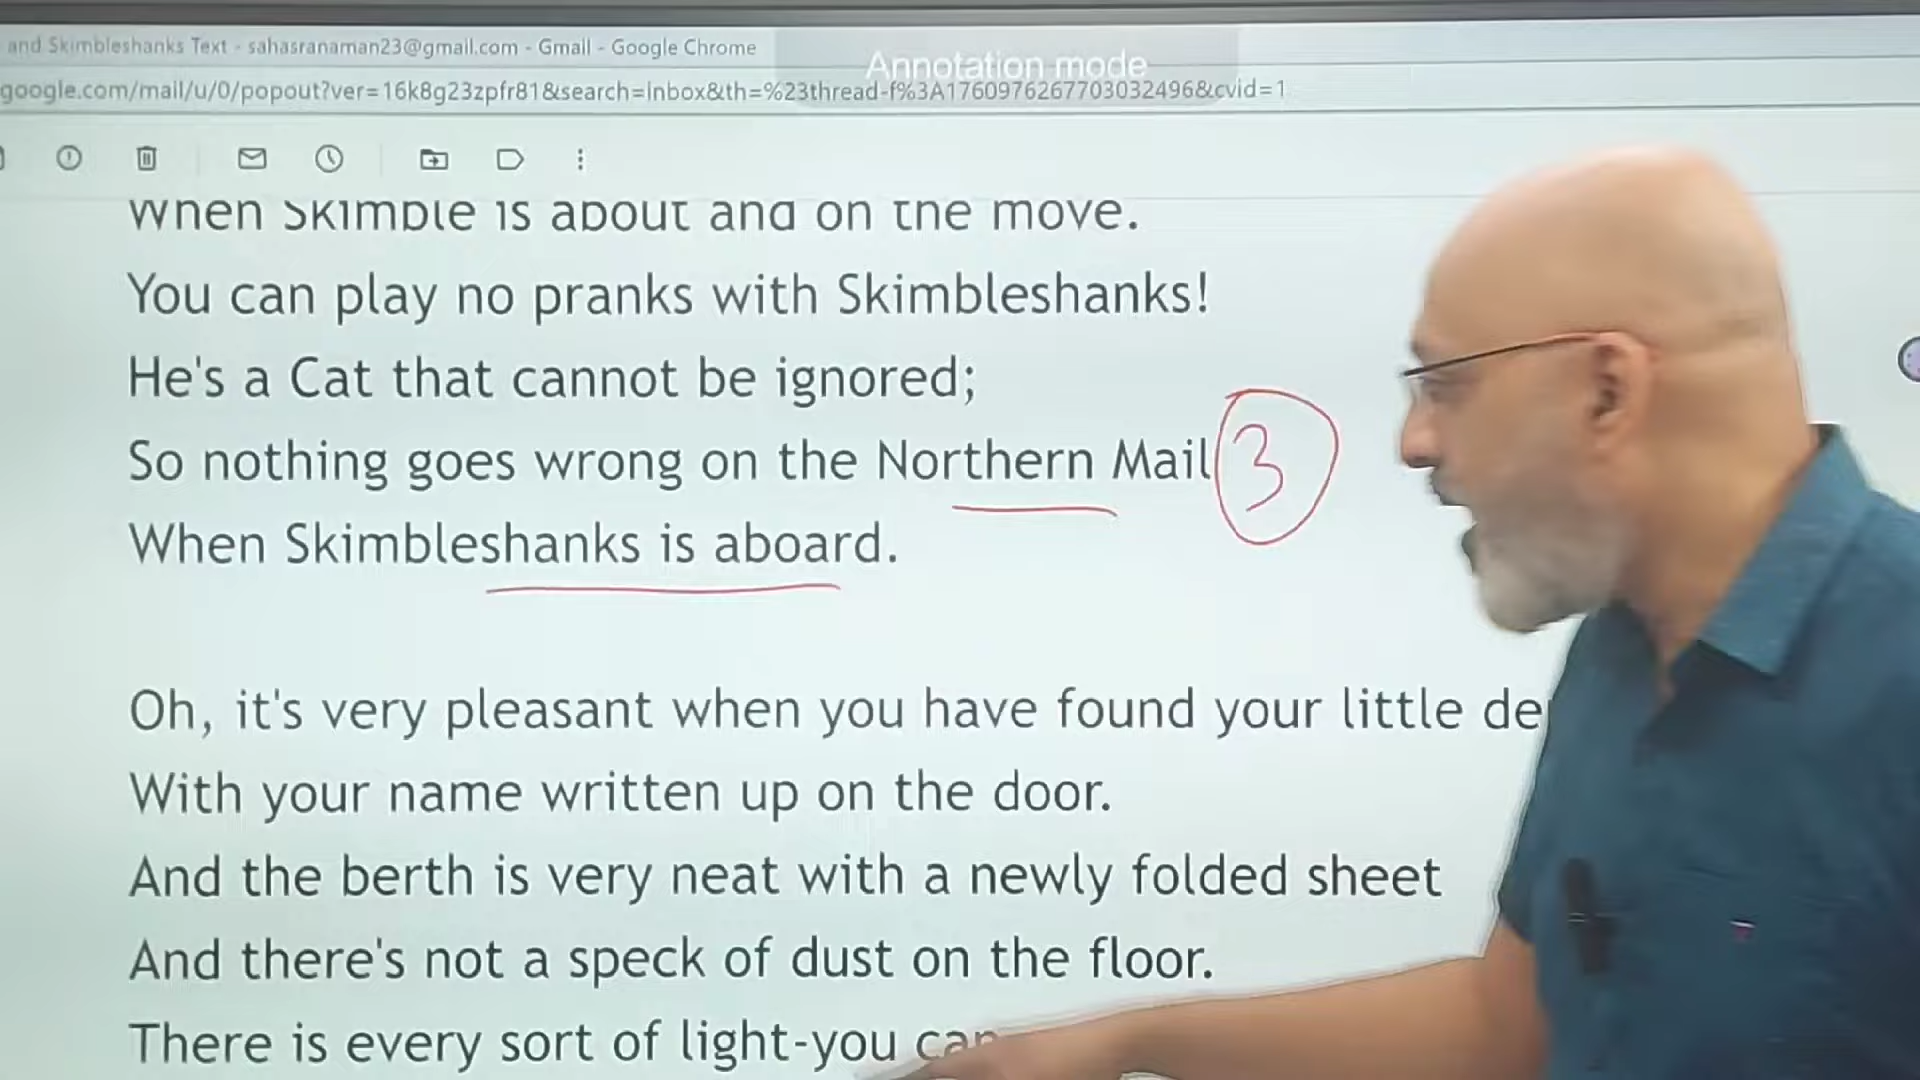 and Skimbleshanks Text - sahasranaman23@gmail.com - Gmail - Google Chrome
Annotation mode
google.com/mail/u/0/popout?ver=16k8g23zpfr81&search=inbox&th=%23thread-f%3A1760976267703032496&cvid=1
When Skimble is about and on the move.
You can play no pranks with Skimbleshanks!
He's a Cat that cannot be ignored;
So nothing goes wrong on the Northern Mail
3
When Skimbleshanks is aboard.
Oh, it's very pleasant when you have found your little de
With your name written up on the door.
And the berth is very neat with a newly folded sheet
And there's not a speck of dust on the floor.
There is every sort of light-you can